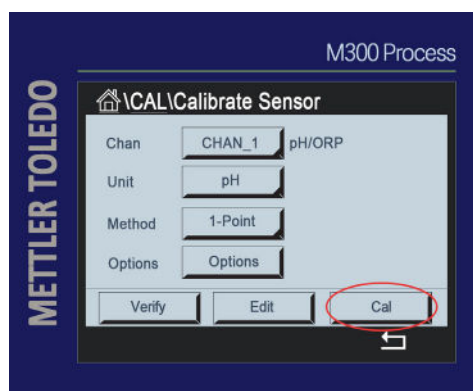 M300 Process
METTLER TOLEDO
\CAL\Calibrate Sensor
Chan CHAN_1 pH/ORP
Unit pH
Method 1-Point
Options Options
Verify Edit Cal